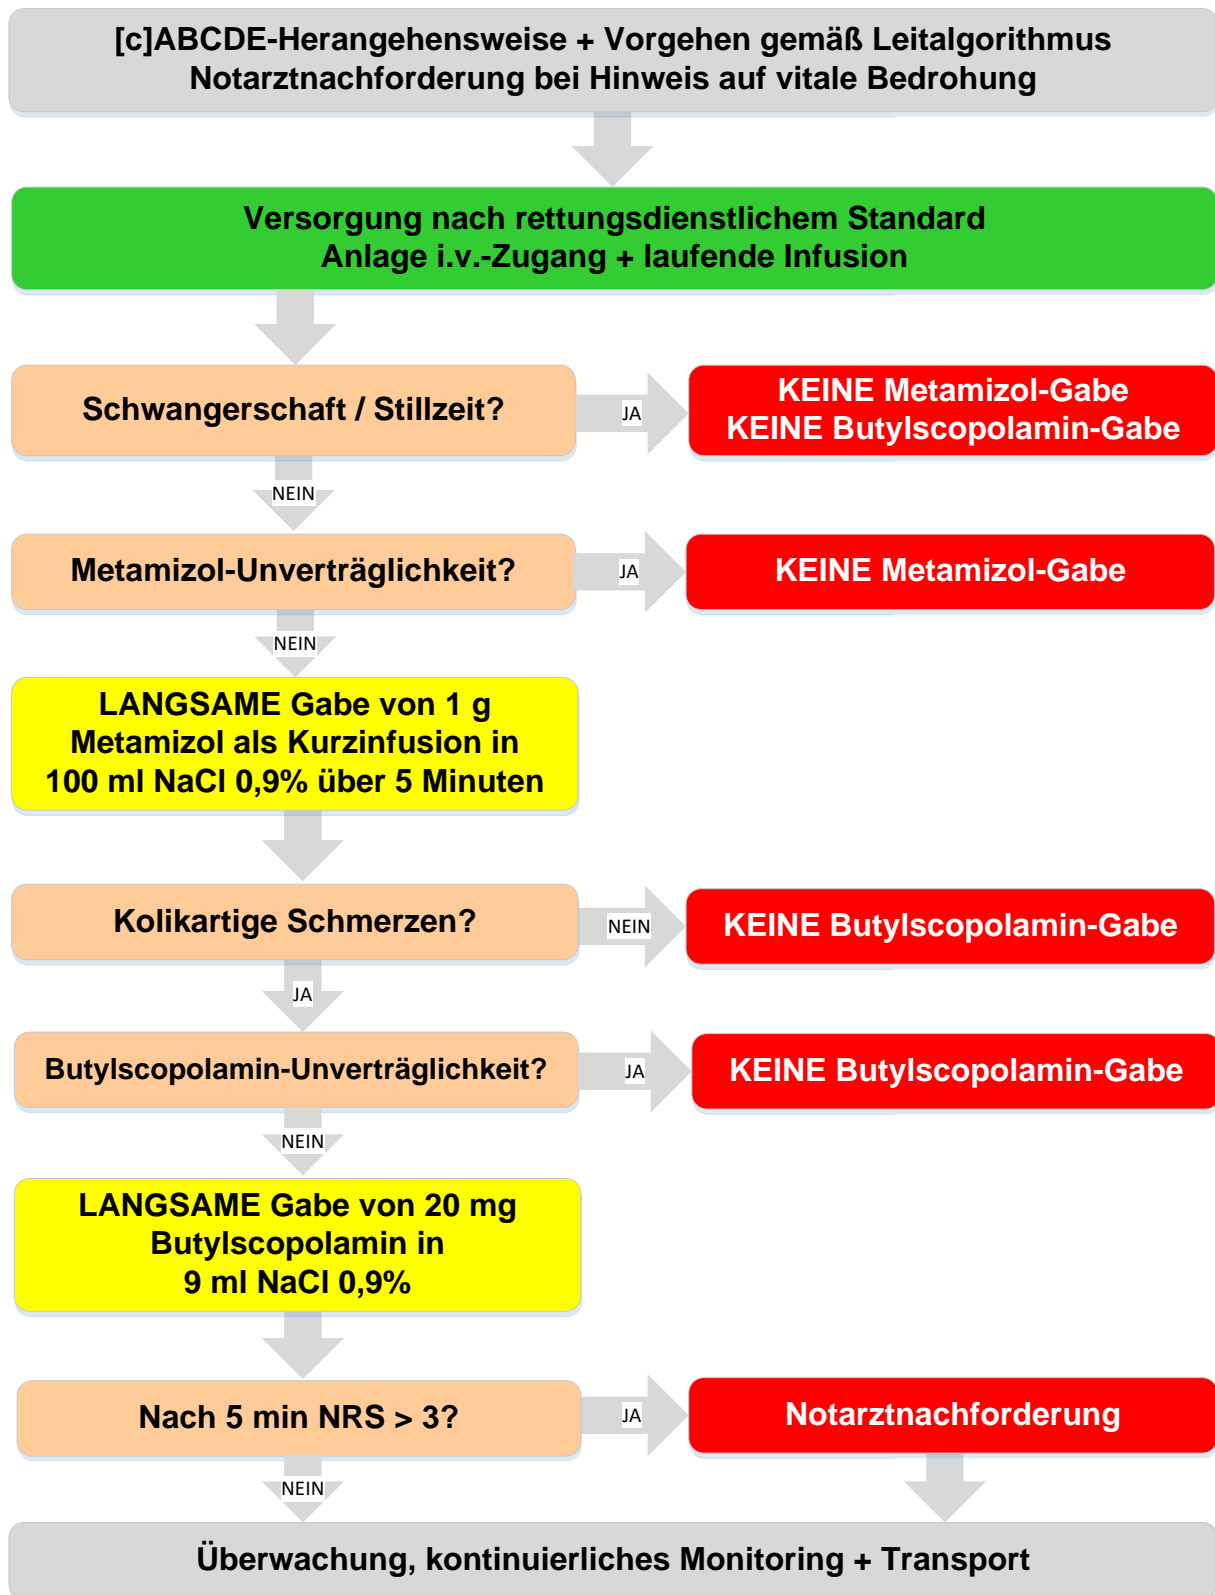 [c]ABCDE-Herangehensweise + Vorgehen gemäß Leitalgorithmus
Notarztnachforderung bei Hinweis auf vitale Bedrohung
Versorgung nach rettungsdienstlichem Standard
Anlage i.v.-Zugang + laufende Infusion
Schwangerschaft / Stillzeit?
JA
KEINE Metamizol-Gabe
KEINE Butylscopolamin-Gabe
NEIN
Metamizol-Unverträglichkeit?
JA
KEINE Metamizol-Gabe
NEIN
LANGSAME Gabe von 1 g
Metamizol als Kurzinfusion in
100 ml NaCl 0,9% über 5 Minuten
Kolikartige Schmerzen?
NEIN
KEINE Butylscopolamin-Gabe
JA
Butylscopolamin-Unverträglichkeit?
JA
KEINE Butylscopolamin-Gabe
NEIN
LANGSAME Gabe von 20 mg
Butylscopolamin in
9 ml NaCl 0,9%
Nach 5 min NRS > 3?
JA
Notarztnachforderung
NEIN
Überwachung, kontinuierliches Monitoring + Transport